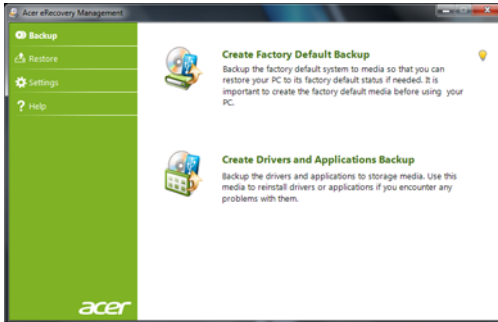 Acer eRecovery Management
Backup
Restore
Settings
Help
Create Factory Default Backup
Backup the factory default system to media so that you can
restore your PC to its factory default status if needed. It is
important to create the factory default media before using your
PC.
Create Drivers and Applications Backup
Backup the drivers and applications to storage media. Use this
media to reinstall drivers or applications if you encounter any
problems with them.
acer